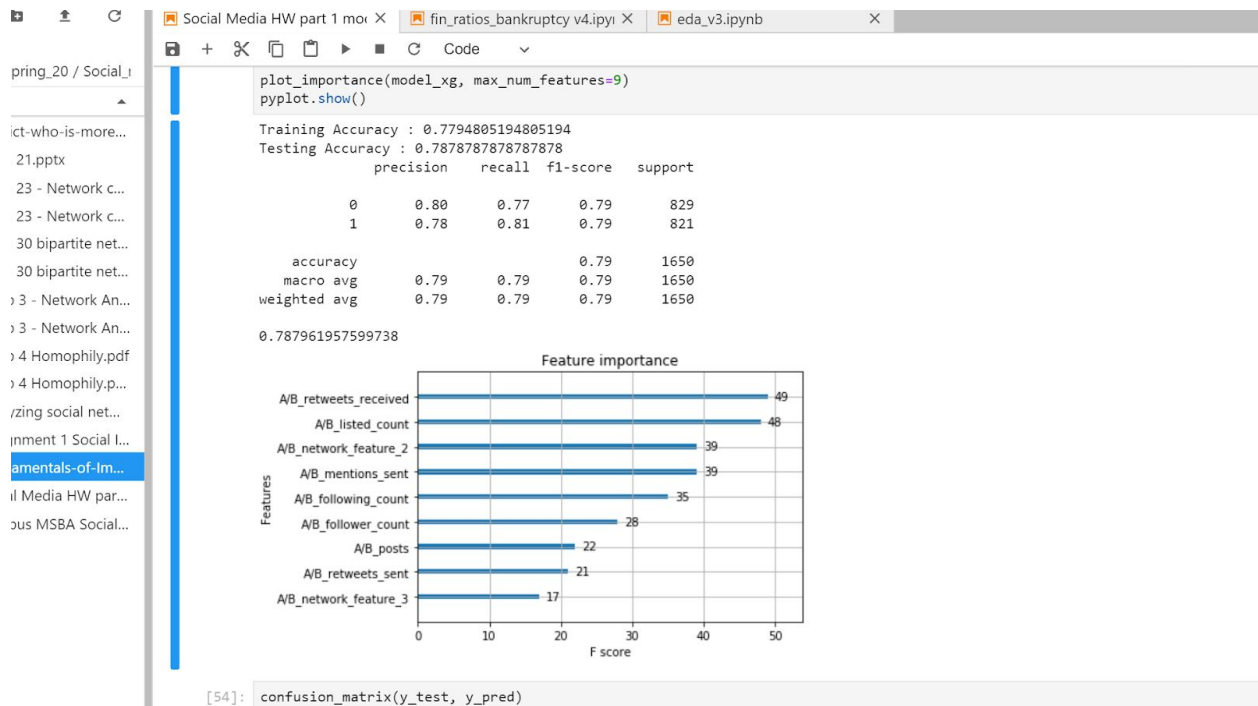 Social Media HW part 1 mod
fin_ratios_bankruptcy v4.ipy
eda_v3.ipynb
Code
pring_20 / Social_
plot_importance(model_xg, max_num_features=9)
pyplot.show()
ict-who-is-more...
21.pptx
23 - Network c...
23 - Network c...
30 bipartite net...
30 bipartite net...
3 - Network An...
3 - Network An...
4 Homophily.pdf
4 Homophily.p...
yzing social net...
nment 1 Social I...
amentals-of-Im...
l Media HW par...
ous MSBA Social...
Training Accuracy : 0.7794805194805194
Testing Accuracy : 0.7878787878787878
precision recall f1-score support
0 0.80 0.77 0.79 829
1 0.78 0.81 0.79 821
accuracy 0.79 1650
macro avg 0.79 0.79 0.79 1650
weighted avg 0.79 0.79 0.79 1650
0.787961957599738
Feature importance
Features
A/B_retweets_received 49
A/B_listed_count 48
A/B_network_feature_2 39
A/B_mentions_sent 39
A/B_following_count 35
A/B_follower_count 28
A/B_posts 22
A/B_retweets_sent 21
A/B_network_feature_3 17
0 10 20 30 40 50
F score
[54]: confusion_matrix(y_test, y_pred)